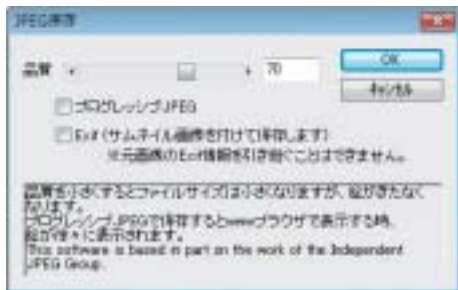 JPEG保存
品質 - + 70 OK
キャンセル
プログレッシブJPEG
Exif(サムネイル画像を付けて保存します)
※元画像のExif情報を引き継ぐことはできません。
品質を小さくするとファイルサイズは小さくなりますが、絵がきたなく
なります。
プログレッシブJPEGで保存するとwwwブラウザで表示する時、
絵が徐々に表示されます。
This software is based in part on the work of the Independent
JPEG Group.